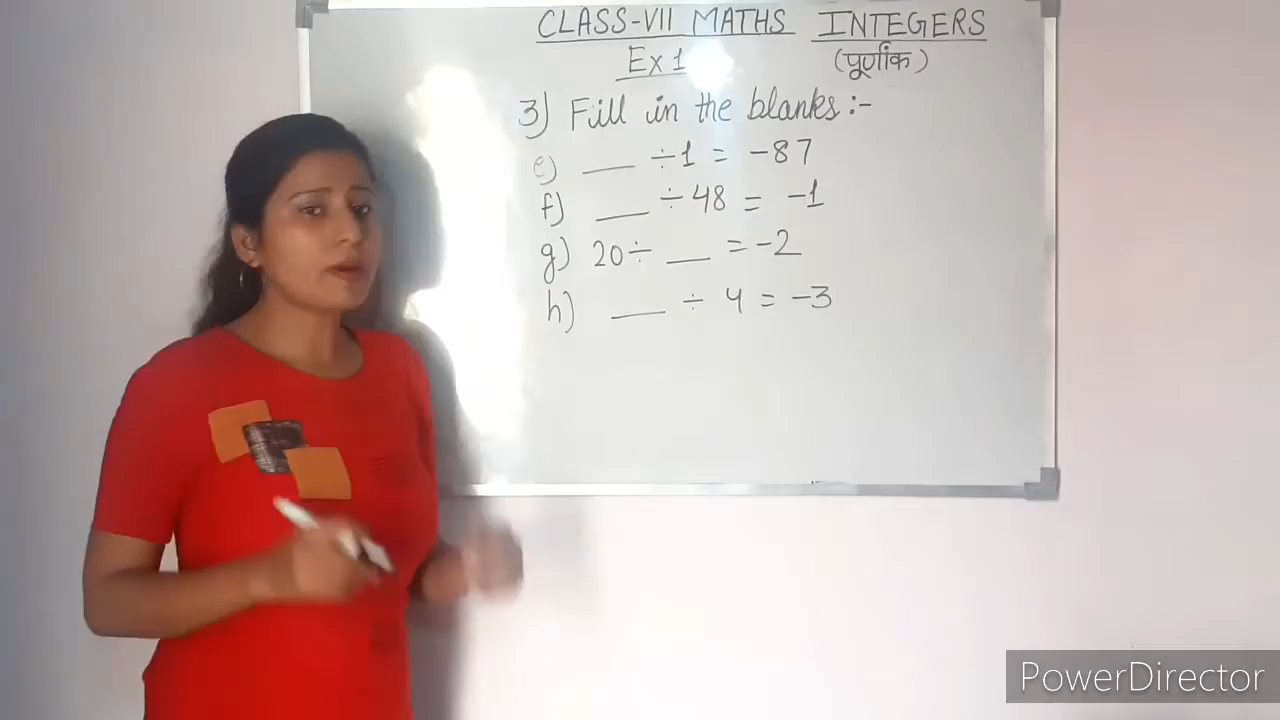 CLASS-VII MATHS INTEGERS
Ex 1 (पूर्णांक)
3) Fill in the blanks :-
e) ___ ÷ 1 = -87
f) ___ ÷ 48 = -1
g) 20 ÷ ___ = -2
h) ___ ÷ 4 = -3
PowerDirector